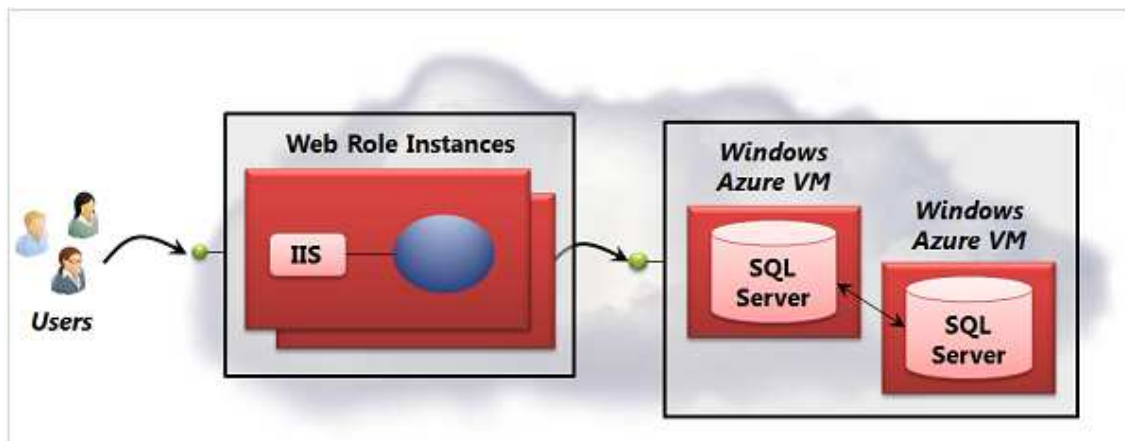 Web Role Instances
IIS
Users
Windows
Azure VM
SQL
Server
Windows
Azure VM
SQL
Server